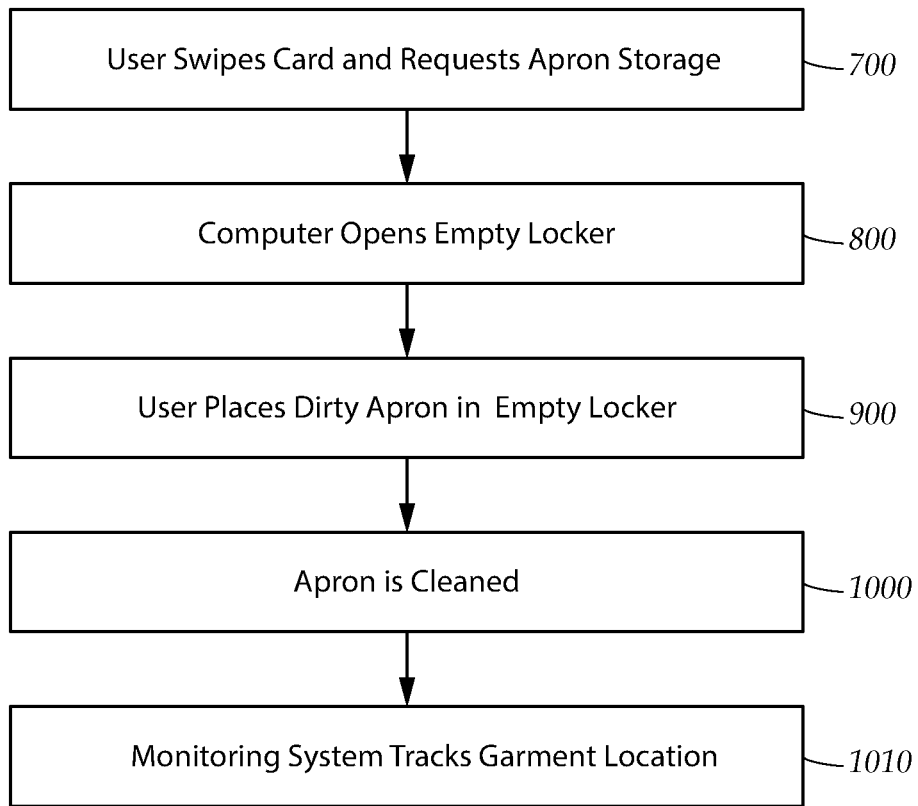 User Swipes Card and Requests Apron Storage
700
Computer Opens Empty Locker
800
User Places Dirty Apron in Empty Locker
900
Apron is Cleaned
1000
Monitoring System Tracks Garment Location
1010